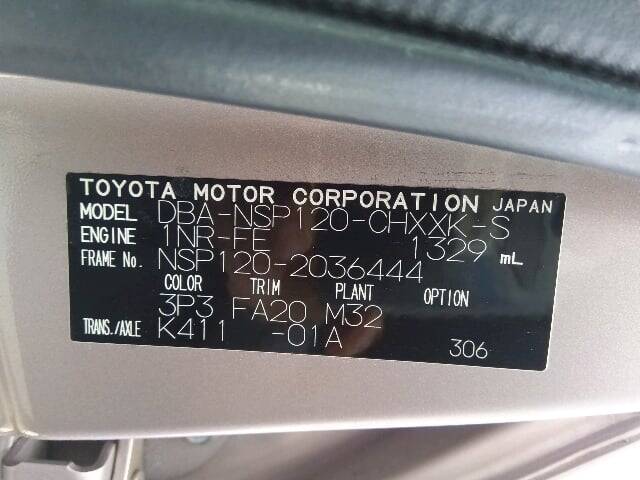 TOYOTA MOTOR CORPORATION JAPAN
MODEL DBA-NSP120-CHXXK-S
ENGINE 1NR-FE 1329 mL
FRAME No. NSP120-2036444
COLOR TRIM PLANT OPTION
3P3 FA20 M32
TRANS./AXLE K411 -01A 306